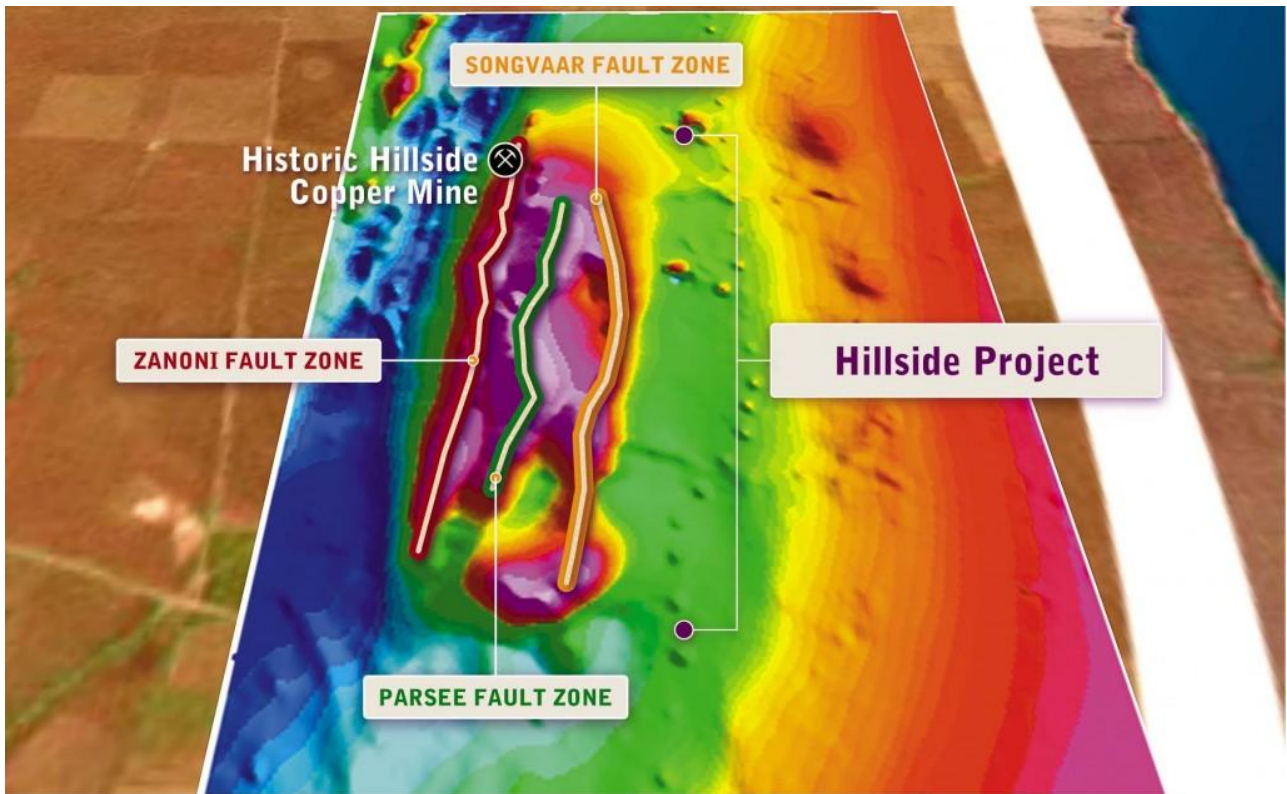 SONGVAAR FAULT ZONE
Historic Hillside
Copper Mine
ZANONI FAULT ZONE
Hillside Project
PARSEE FAULT ZONE